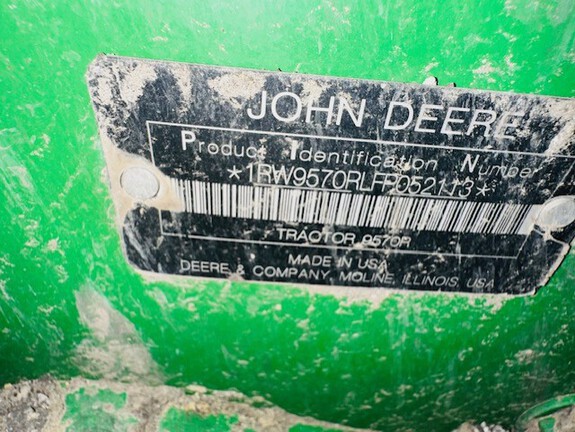 JOHN DEERE
Product Identification Number
*1RW9570RLFP052113*
TRACTOR 9570R
MADE IN USA
DEERE & COMPANY, MOLINE, ILLINOIS, USA